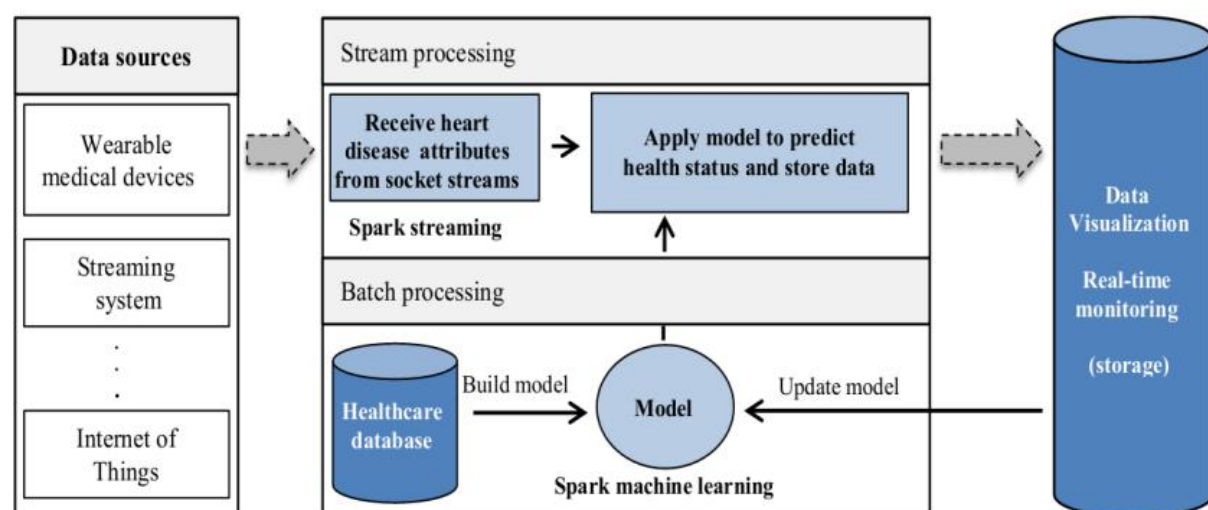 Data sources
Wearable
medical devices
Streaming
system
Internet of
Things
Stream processing
Receive heart
disease attributes
from socket streams
Spark streaming
Apply model to predict
health status and store data
Batch processing
Healthcare
database
Build model
Model
Update model
Spark machine learning
Data
Visualization
Real-time
monitoring
(storage)